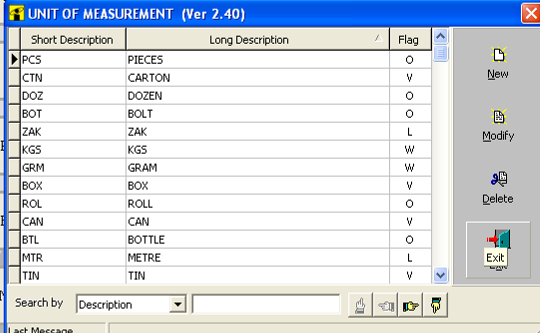 UNIT OF MEASUREMENT (Ver 2.40)
Short Description Long Description Flag
PCS PIECES O
CTN CARTON V
DOZ DOZEN O
BOT BOLT O
ZAK ZAK L
KGS KGS W
GRM GRAM W
BOX BOX V
ROL ROLL O
CAN CAN V
BTL BOTTLE O
MTR METRE L
TIN TIN V
New
Modify
Delete
Exit
Search by Description
Last Message